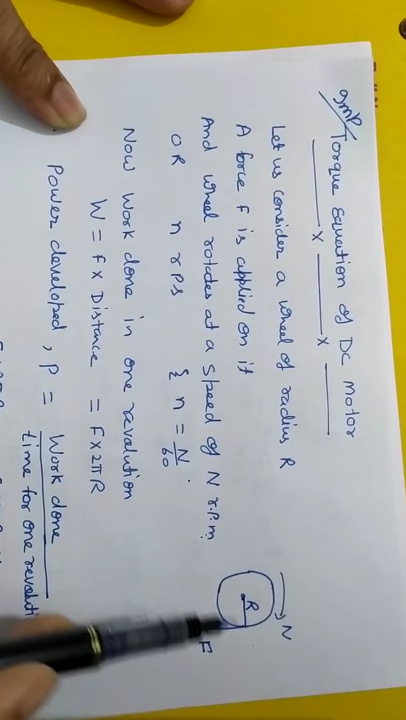 Imp
Torque Equation of DC motor
x x
Let us consider a wheel of radius R
A force F is applied on it
And wheel rotates at a speed of N r.p.m
OR n rps { n = N/60
N
R
F
Now work done in one revolution
W = F x Distance = F x 2πR
Power developed, P = Work done
time for one